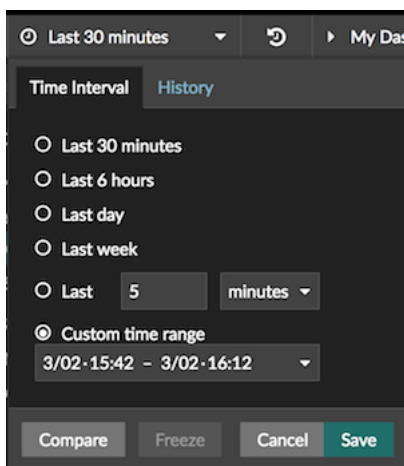 Last 30 minutes My Das
Time Interval History
Last 30 minutes
Last 6 hours
Last day
Last week
Last 5 minutes
Custom time range
3/02·15:42 – 3/02·16:12
Compare Freeze Cancel Save